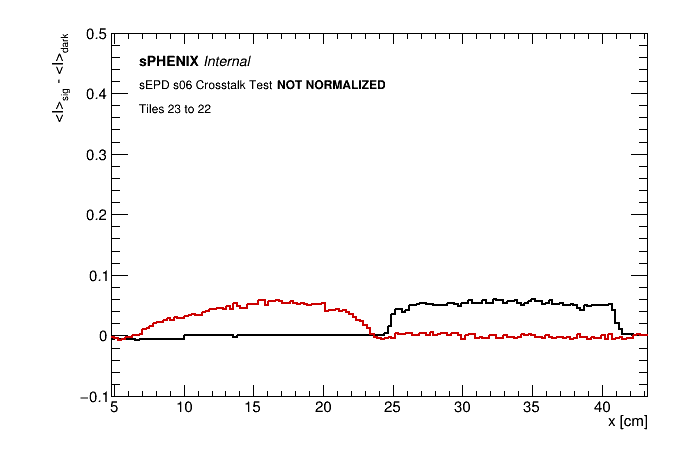 0.5
0.4
0.3
0.2
0.1
0
−0.1
<I>sig - <I>dark
sPHENIX Internal
sEPD s06 Crosstalk Test NOT NORMALIZED
Tiles 23 to 22
5 10 15 20 25 30 35 40
x [cm]